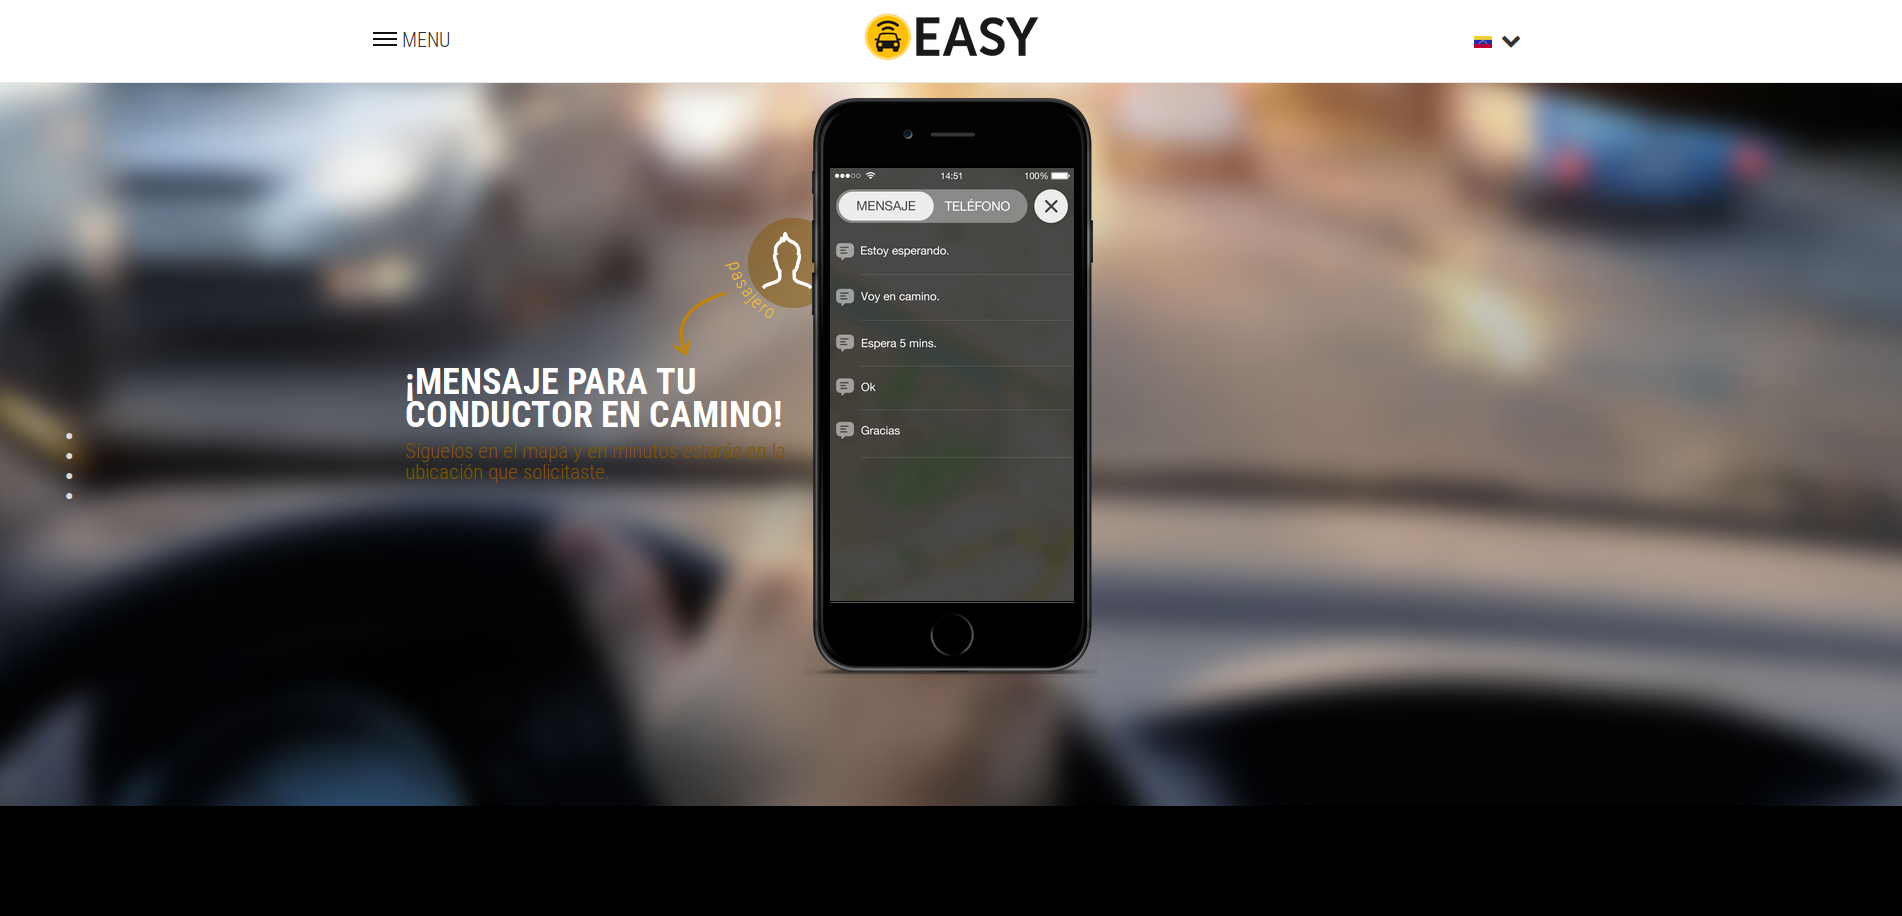 MENU
EASY
14:51
100%
MENSAJE
TELÉFONO
Estoy esperando.
Voy en camino.
Espera 5 mins.
Ok
Gracias
pasajero
¡MENSAJE PARA TU
CONDUCTOR EN CAMINO!
Síguelos en el mapa y en minutos estarás en la
ubicación que solicitaste.